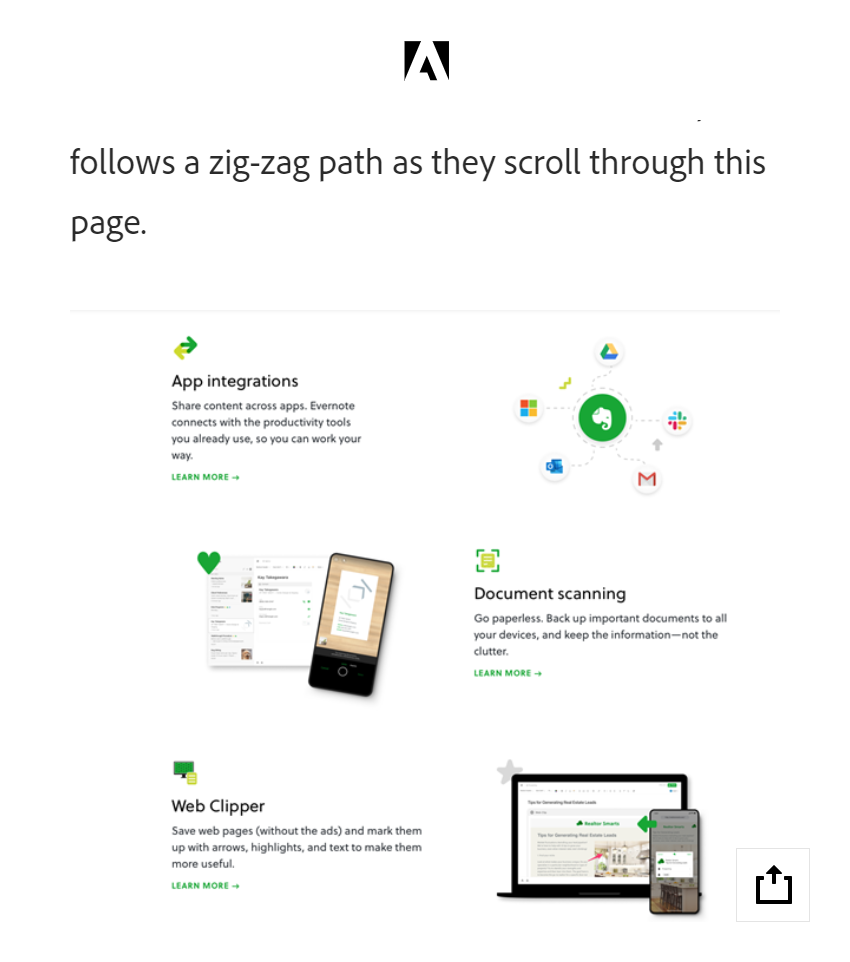 follows a zig-zag path as they scroll through this
page.
App integrations
Share content across apps. Evernote
connects with the productivity tools
you already use, so you can work your
way.
LEARN MORE →
Document scanning
Go paperless. Back up important documents to all
your devices, and keep the information—not the
clutter.
LEARN MORE →
Key Takeaways
Web Clipper
Save web pages (without the ads) and mark them
up with arrows, highlights, and text to make them
more useful.
LEARN MORE →
Tips for Generating Real Estate Leads
Realtor Smarts
Tips for Generating Real Estate Leads